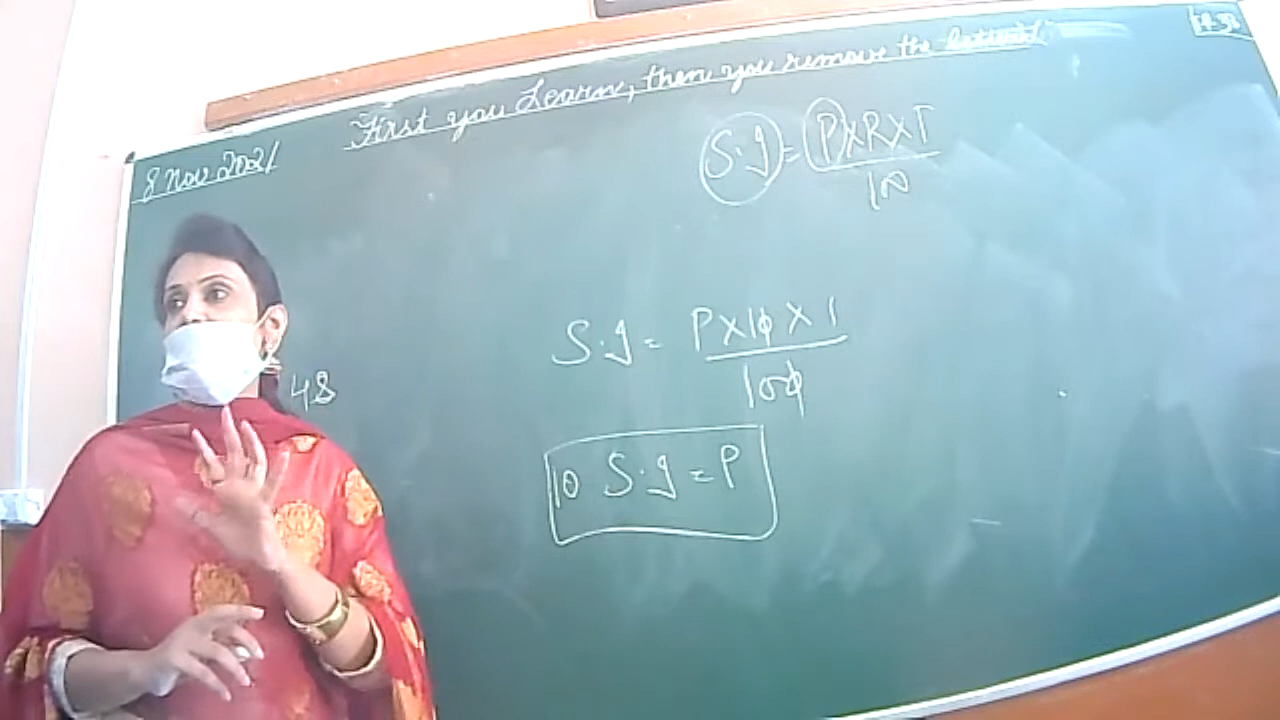 First you Learn, then you remove the
8 Nov 2021
S.I = P×R×T
100
S.I = P×10×1
100
48
10 S.I = P